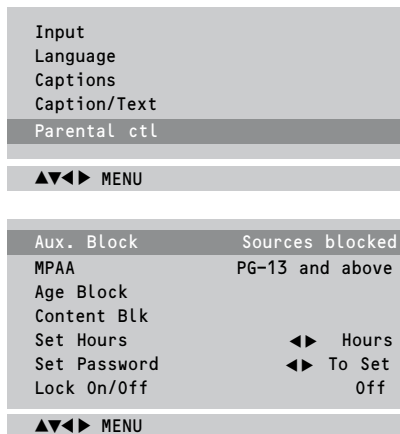 Input
Language
Captions
Caption/Text
Parental ctl
▲▼◀▶ MENU
Aux. Block Sources blocked
MPAA PG-13 and above
Age Block
Content Blk
Set Hours ◀▶ Hours
Set Password ◀▶ To Set
Lock On/Off Off
▲▼◀▶ MENU